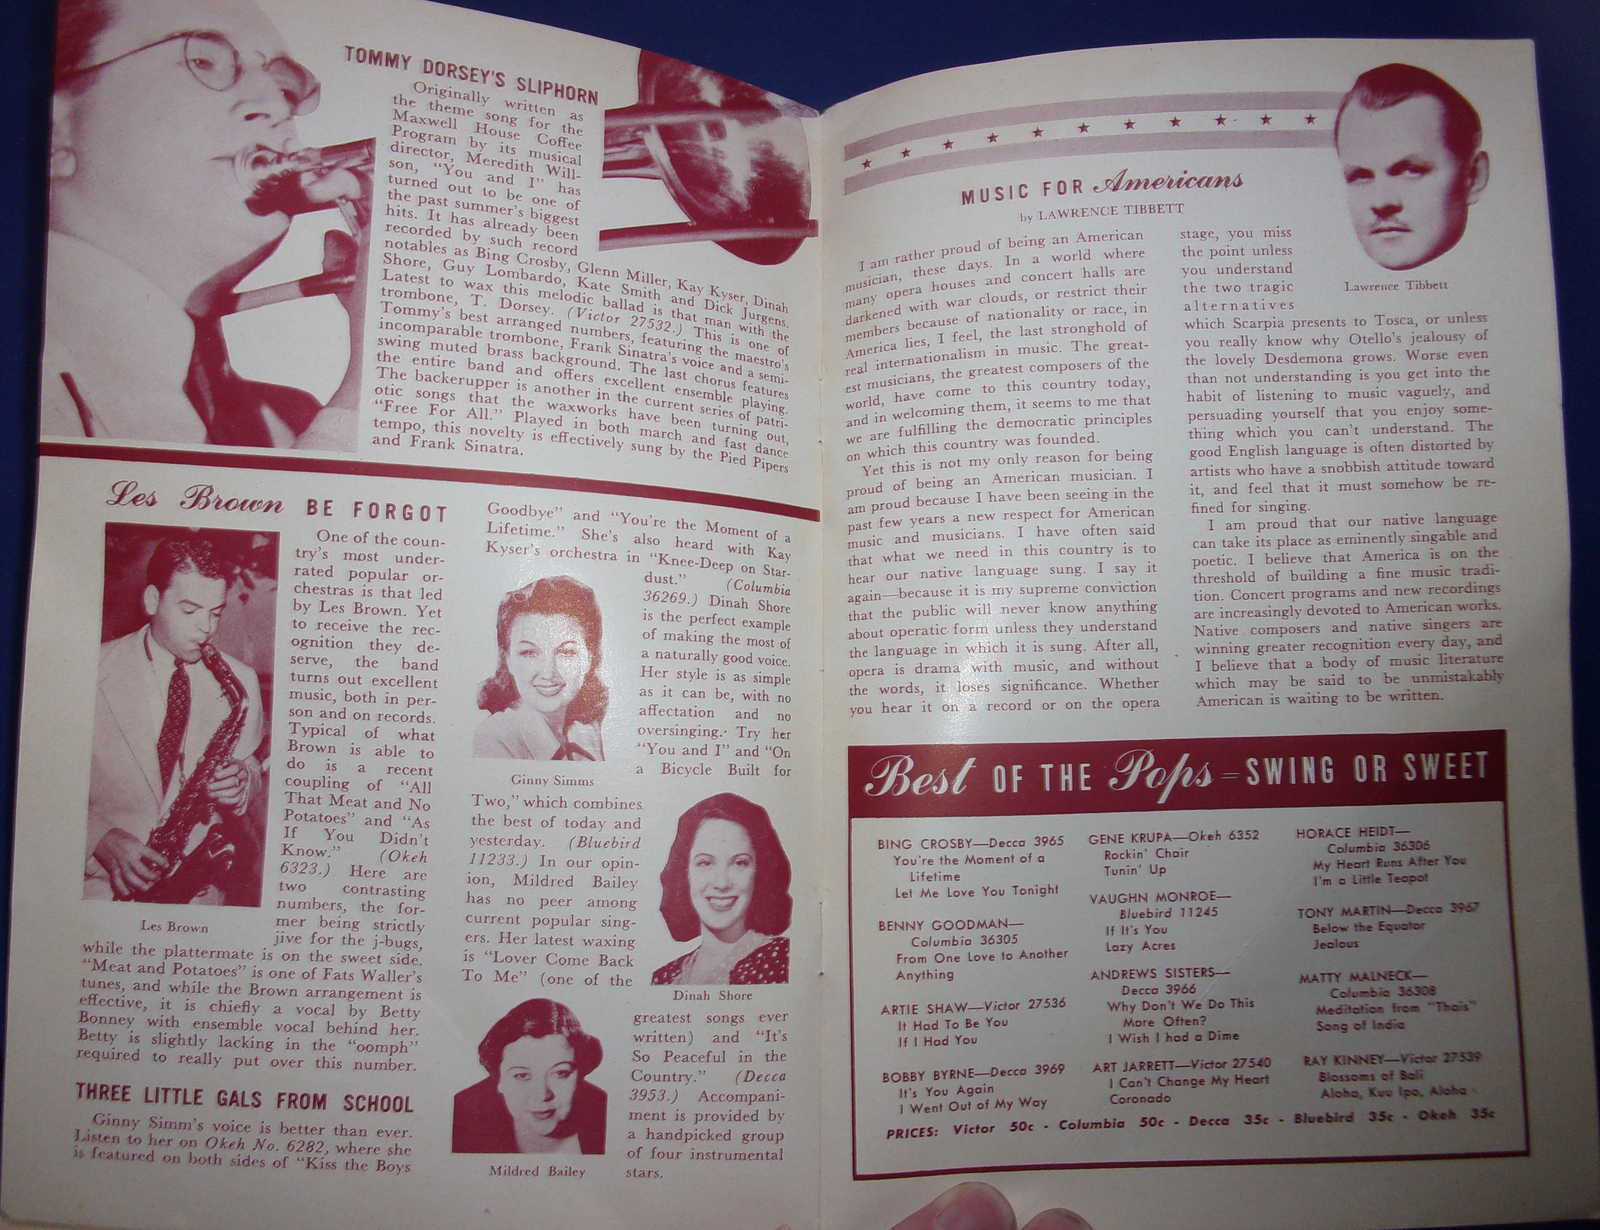 TOMMY DORSEY'S SLIPHORN
Originally written as
the theme song for the
Maxwell House Coffee
Program by its musical
director, Meredith Will-
son, "You and I" has
turned out to be one of
the past summer's biggest
hits. It has already been
recorded by such record
notables as Bing Crosby, Glenn Miller, Kay Kyser, Dinah
Shore, Guy Lombardo, Kate Smith and Dick Jurgens.
Latest to wax this melodic ballad is that man with the
trombone, T. Dorsey. (Victor 27532.) This is one of
Tommy's best arranged numbers, featuring the maestro's
incomparable trombone, Frank Sinatra's voice and a semi-
swing muted brass background. The last chorus features
the entire band and offers excellent ensemble playing.
The backerupper is another in the current series of patri-
otic songs that the waxworks have been turning out,
"Free For All." Played in both march and fast dance
tempo, this novelty is effectively sung by the Pied Pipers
and Frank Sinatra.
Les Brown BE FORGOT
One of the coun-
try's most under-
rated popular or-
chestras is that led
by Les Brown. Yet
to receive the rec-
ognition they de-
serve, the band
turns out excellent
music, both in per-
son and on records.
Typical of what
Brown is able to
do is a recent
coupling of "All
That Meat and No
Potatoes" and "As
If You Didn't
Know." (Okeh
6323.) Here are
two contrasting
numbers, the for-
mer being strictly
jive for the j-bugs,
Les Brown
while the plattermate is on the sweet side.
"Meat and Potatoes" is one of Fats Waller's
tunes, and while the Brown arrangement is
effective, it is chiefly a vocal by Betty
Bonney with ensemble vocal behind her.
Betty is slightly lacking in the "oomph"
required to really put over this number.
THREE LITTLE GALS FROM SCHOOL
Ginny Simm's voice is better than ever.
Listen to her on Okeh No. 6282, where she
is featured on both sides of "Kiss the Boys
Goodbye" and "You're the Moment of a
Lifetime." She's also heard with Kay
Kyser's orchestra in "Knee-Deep on Star-
dust." (Columbia
36269.) Dinah Shore
is the perfect example
of making the most of
a naturally good voice.
Her style is as simple
as it can be, with no
affectation and no
oversinging. Try her
"You and I" and "On
a Bicycle Built for
Ginny Simms
Two," which combines
the best of today and
yesterday. (Bluebird
11233.) In our opin-
ion, Mildred Bailey
has no peer among
current popular sing-
ers. Her latest waxing
is "Lover Come Back
To Me" (one of the
Dinah Shore
greatest songs ever
written) and "It's
So Peaceful in the
Country." (Decca
3953.) Accompani-
ment is provided by
a handpicked group
of four instrumental
stars.
Mildred Bailey
MUSIC FOR Americans
by LAWRENCE TIBBETT
I am rather proud of being an American
musician, these days. In a world where
many opera houses and concert halls are
darkened with war clouds, or restrict their
members because of nationality or race, in
America lies, I feel, the last stronghold of
real internationalism in music. The great-
est musicians, the greatest composers of the
world, have come to this country today,
and in welcoming them, it seems to me that
we are fulfilling the democratic principles
on which this country was founded.
Yet this is not my only reason for being
proud of being an American musician. I
am proud because I have been seeing in the
past few years a new respect for American
music and musicians. I have often said
that what we need in this country is to
hear our native language sung. I say it
again—because it is my supreme conviction
that the public will never know anything
about operatic form unless they understand
the language in which it is sung. After all,
opera is drama with music, and without
the words, it loses significance. Whether
you hear it on a record or on the opera
stage, you miss
the point unless
you understand
the two tragic
alternatives
Lawrence Tibbett
which Scarpia presents to Tosca, or unless
you really know why Otello's jealousy of
the lovely Desdemona grows. Worse even
than not understanding is you get into the
habit of listening to music vaguely, and
persuading yourself that you enjoy some-
thing which you can't understand. The
good English language is often distorted by
artists who have a snobbish attitude toward
it, and feel that it must somehow be re-
fined for singing.
I am proud that our native language
can take its place as eminently singable and
poetic. I believe that America is on the
threshold of building a fine music tradi-
tion. Concert programs and new recordings
are increasingly devoted to American works.
Native composers and native singers are
winning greater recognition every day, and
I believe that a body of music literature
which may be said to be unmistakably
American is waiting to be written.
Best OF THE Pops = SWING OR SWEET
BING CROSBY—Decca 3965
You're the Moment of a
Lifetime
Let Me Love You Tonight
BENNY GOODMAN—
Columbia 36305
From One Love to Another
Anything
ARTIE SHAW—Victor 27536
It Had To Be You
If I Had You
BOBBY BYRNE—Decca 3969
It's You Again
I Went Out of My Way
GENE KRUPA—Okeh 6352
Rockin' Chair
Tunin' Up
VAUGHN MONROE—
Bluebird 11245
If It's You
Lazy Acres
ANDREWS SISTERS—
Decca 3966
Why Don't We Do This
More Often?
I Wish I had a Dime
ART JARRETT—Victor 27540
I Can't Change My Heart
Coronado
HORACE HEIDT—
Columbia 36306
My Heart Runs After You
I'm a Little Teapot
TONY MARTIN—Decca 3967
Below the Equator
Jealous
MATTY MALNECK—
Columbia 36308
Meditation from "Thais"
Song of India
RAY KINNEY—Victor 27539
Blossoms of Bali
Aloha, Kuu Ipo, Aloha
PRICES: Victor 50c - Columbia 50c - Decca 35c - Bluebird 35c - Okeh 35c